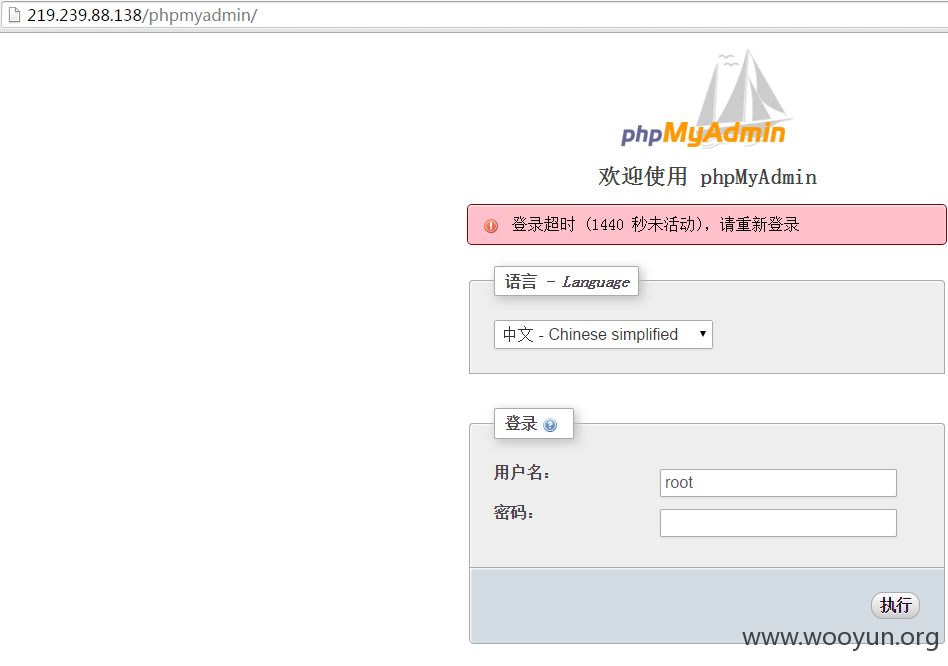 219.239.88.138/phpmyadmin/
phpMyAdmin
欢迎使用 phpMyAdmin
登录超时（1440 秒未活动），请重新登录
语言 - Language
中文 - Chinese simplified
登录
用户名：
root
密码：
执行
www.wooyun.org